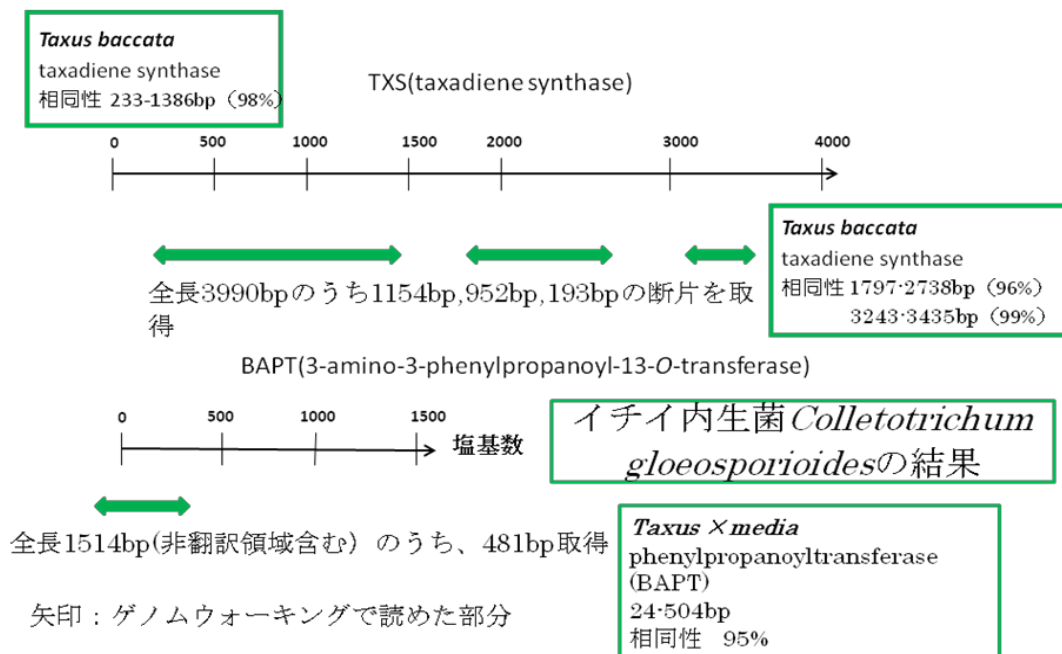 Taxus baccata
taxadiene synthase
相同性 233-1386bp（98%）
TXS(taxadiene synthase)
0 500 1000 1500 2000 3000 4000
Taxus baccata
taxadiene synthase
相同性 1797-2738bp（96%）
3243-3435bp（99%）
全長3990bpのうち1154bp,952bp,193bpの断片を取
得
BAPT(3-amino-3-phenylpropanoyl-13-O-transferase)
0 500 1000 1500
塩基数
イチイ内生菌Colletotrichum
gloeosporioidesの結果
全長1514bp(非翻訳領域含む）のうち、481bp取得
矢印：ゲノムウォーキングで読めた部分
Taxus×media
phenylpropanoyltransferase
(BAPT)
24-504bp
相同性 95%